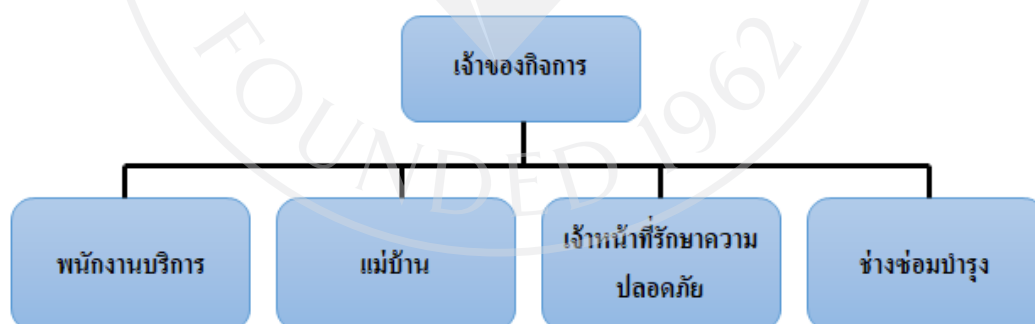 เจ้าของกิจการ
FOUNDED 1962
พนักงานบริการ
แม่บ้าน
เจ้าหน้าที่รักษาความ
ปลอดภัย
ช่างซ่อมบำรุง